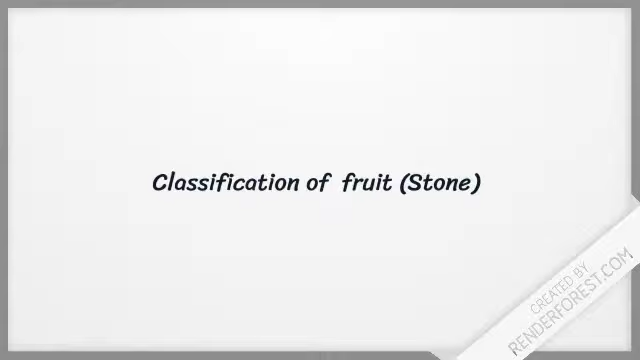 Classification of fruit (Stone)
CREATED BY
RENDERFOREST.COM